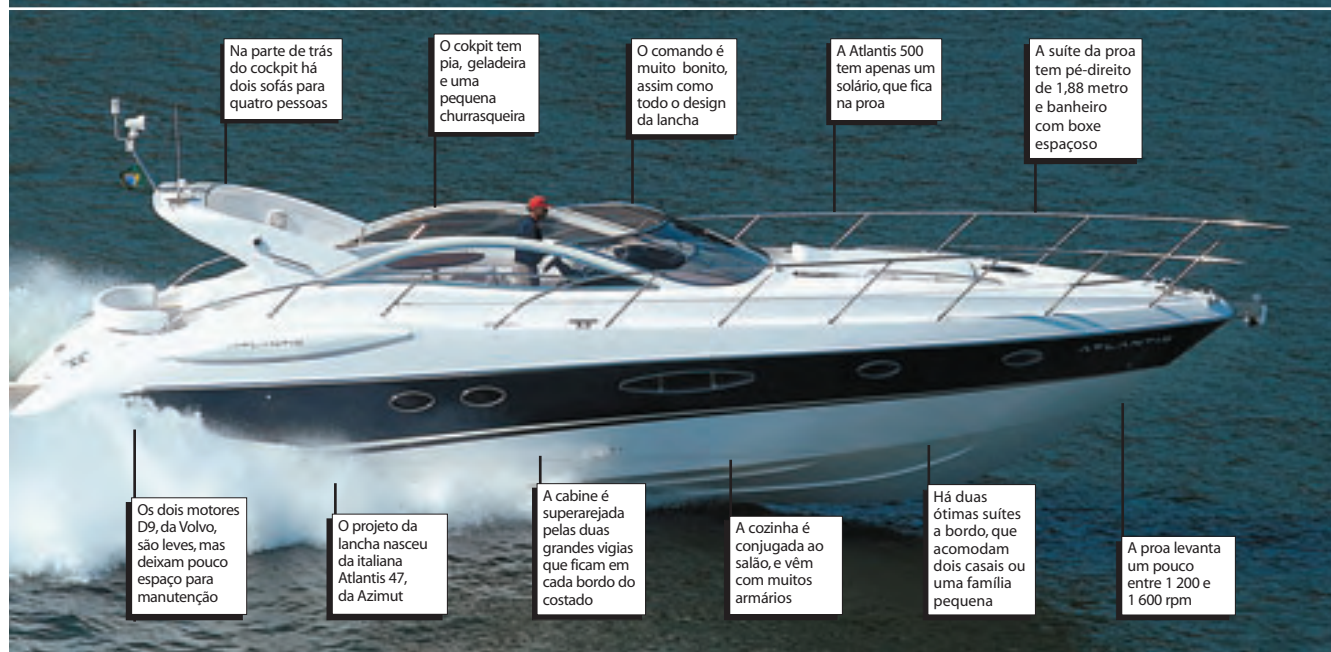 Na parte de trás
do cockpit há
dois sofás para
quatro pessoas
O cokpit tem
pia, geladeira
e uma
pequena
churrasqueira
O comando é
muito bonito,
assim como
todo o design
da lancha
A Atlantis 500
tem apenas um
solário, que fica
na proa
A suíte da proa
tem pé-direito
de 1,88 metro
e banheiro
com boxe
espaçoso
ATLANTIS
ATLANTIS
Os dois motores
D9, da Volvo,
são leves, mas
deixam pouco
espaço para
manutenção
O projeto da
lancha nasceu
da italiana
Atlantis 47,
da Azimut
A cabine é
superarejada
pelas duas
grandes vigias
que ficam em
cada bordo do
costado
A cozinha é
conjugada ao
salão, e vêm
com muitos
armários
Há duas
ótimas suítes
a bordo, que
acomodam
dois casais ou
uma família
pequena
A proa levanta
um pouco
entre 1 200 e
1 600 rpm